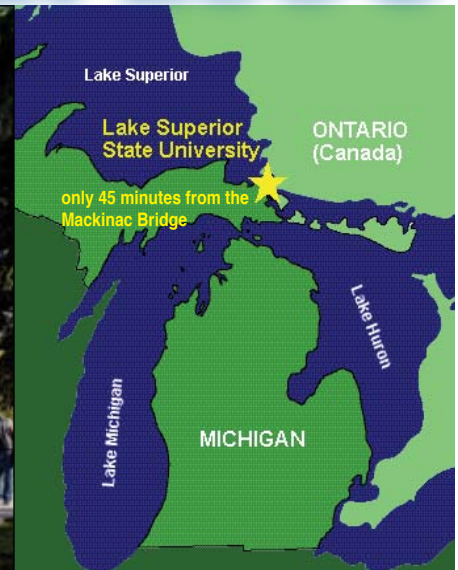 Lake Superior
Lake Superior
State University
ONTARIO
(Canada)
only 45 minutes from the
Mackinac Bridge
Lake Huron
Lake Michigan
MICHIGAN